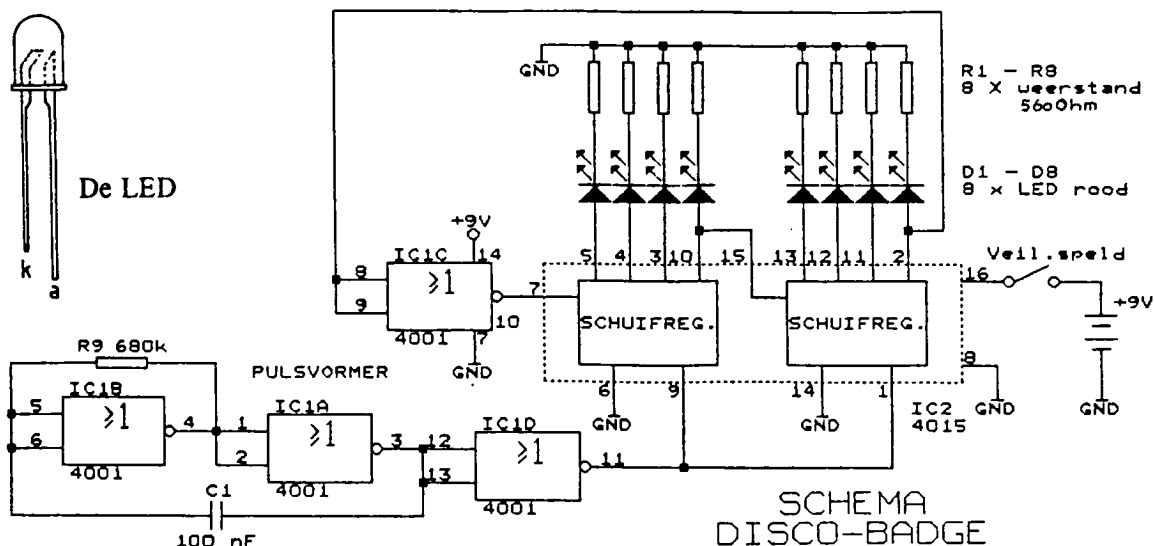 De LED
k
a
GND
R1 - R8
8 X weerstand
560Ohm
D1 - D8
8 x LED rood
+9V
IC1C
14
8
9
≥1
10
4001
7
GND
7
5
4
3
10
15
13
12
11
2
SCHUIFREG.
SCHUIFREG.
16
Veil.speld
+9V
8
GND
GND
6
GND
9
14
GND
1
IC2
4015
R9 680k
PULSVORMER
IC1B
5
6
≥1
4
4001
IC1A
1
2
≥1
3
4001
IC1D
12
13
≥1
11
4001
C1
100 nF
SCHEMA
DISCO-BADGE